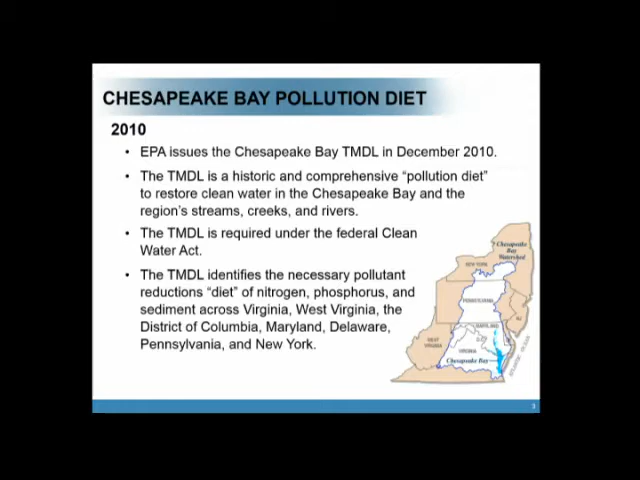 CHESAPEAKE BAY POLLUTION DIET
2010
• EPA issues the Chesapeake Bay TMDL in December 2010.
• The TMDL is a historic and comprehensive “pollution diet”
to restore clean water in the Chesapeake Bay and the
region’s streams, creeks, and rivers.
• The TMDL is required under the federal Clean
Water Act.
• The TMDL identifies the necessary pollutant
reductions “diet” of nitrogen, phosphorus, and
sediment across Virginia, West Virginia, the
District of Columbia, Maryland, Delaware,
Pennsylvania, and New York.
Chesapeake
Bay
Watershed
NEW YORK
PENNSYLVANIA
NJ
MARYLAND
WEST
VIRGINIA
D.C.
VIRGINIA
Chesapeake Bay
ATLANTIC OCEAN
3